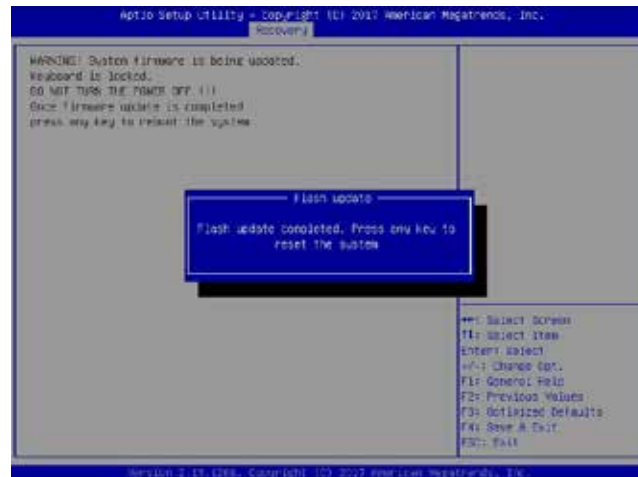 Aptio Setup Utility – Copyright (C) 2017 American Megatrends, Inc.
Recovery
WARNING! System firmware is being updated.
Keyboard is locked.
DO NOT TURN THE POWER OFF !!!
Once firmware update is completed
press any key to reboot the system
Flash update
Flash update completed. Press any key to
reset the system
: Select Screen
: Select Item
Enter: Select
+/-: Change Opt.
F1: General Help
F2: Previous Values
F3: Optimized Defaults
F4: Save & Exit
ESC: Exit
Version Copyright (C) 2017 American Megatrends, Inc.